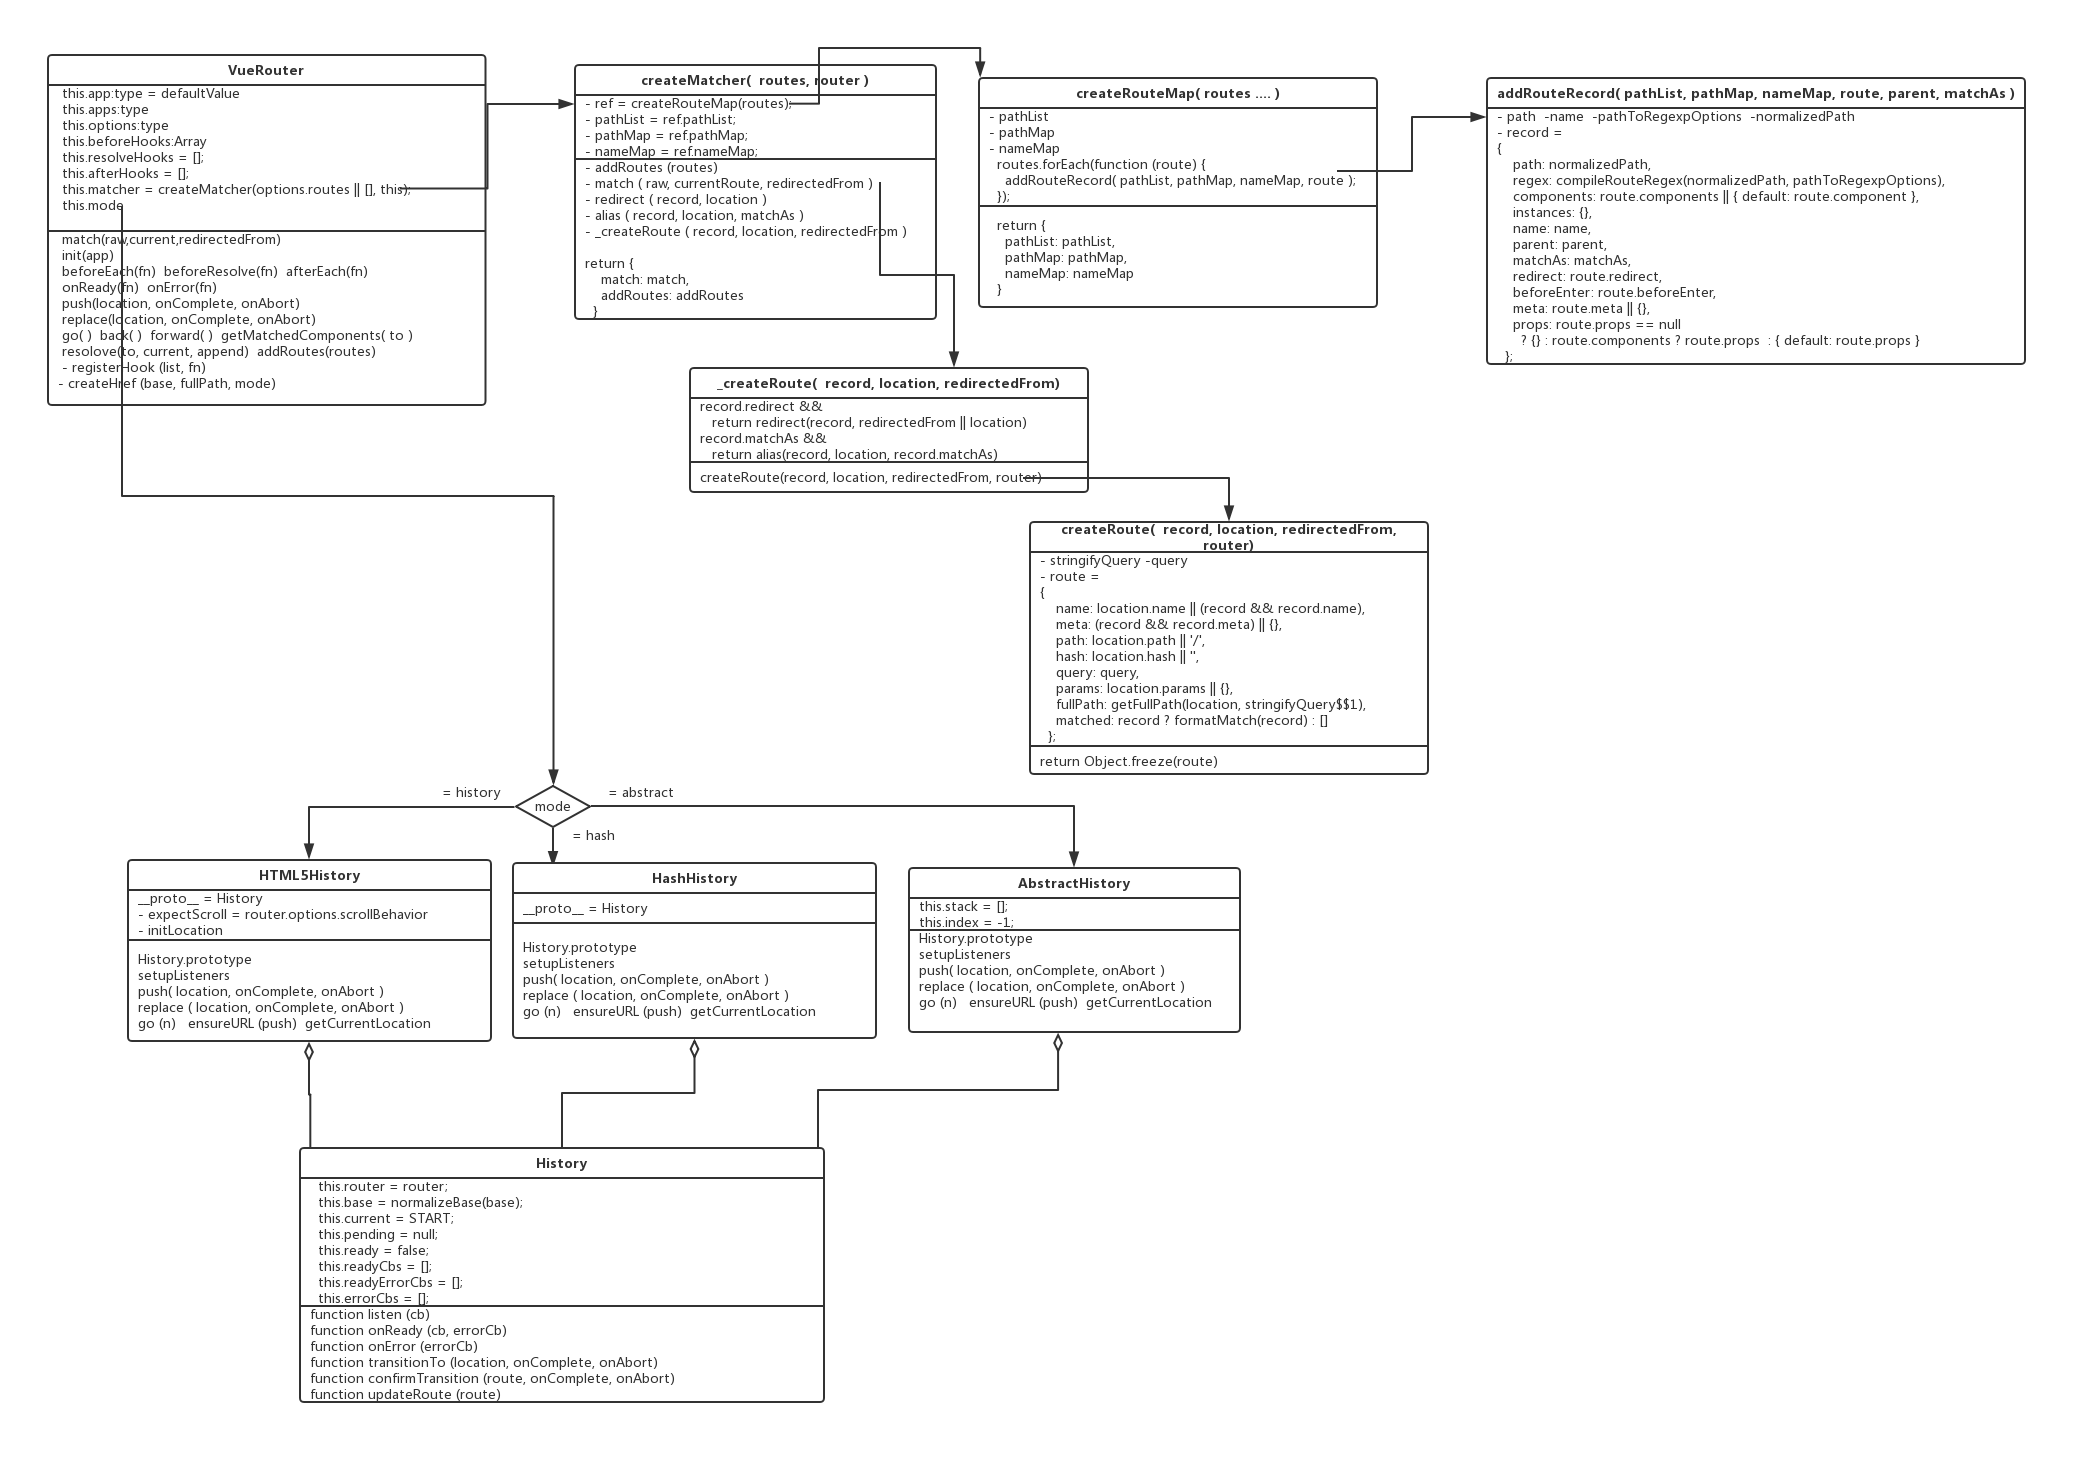 VueRouter
this.app:type = defaultValue
this.apps:type
this.options:type
this.beforeHooks:Array
this.resolveHooks = [];
this.afterHooks = [];
this.matcher = createMatcher(options.routes || [], this);
this.mode
match(raw,current,redirectedFrom)
init(app)
beforeEach(fn)  beforeResolve(fn)  afterEach(fn)
onReady(fn)  onError(fn)
push(location, onComplete, onAbort)
replace(location, onComplete, onAbort)
go( )  back( )  forward( )  getMatchedComponents( to )
resolove(to, current, append)  addRoutes(routes)
- registerHook (list, fn)
- createHref (base, fullPath, mode)
createMatcher(  routes, router )
- ref = createRouteMap(routes);
- pathList = ref.pathList;
- pathMap = ref.pathMap;
- nameMap = ref.nameMap;
- addRoutes (routes)
- match ( raw, currentRoute, redirectedFrom )
- redirect ( record, location )
- alias ( record, location, matchAs )
- _createRoute ( record, location, redirectedFrom )
return {
match: match,
addRoutes: addRoutes
}
createRouteMap( routes .... )
- pathList
- pathMap
- nameMap
routes.forEach(function (route) {
addRouteRecord( pathList, pathMap, nameMap, route );
});
return {
pathList: pathList,
pathMap: pathMap,
nameMap: nameMap
}
addRouteRecord( pathList, pathMap, nameMap, route, parent, matchAs )
- path  -name  -pathToRegexpOptions  -normalizedPath
- record =
{
path: normalizedPath,
regex: compileRouteRegex(normalizedPath, pathToRegexpOptions),
components: route.components || { default: route.component },
instances: {},
name: name,
parent: parent,
matchAs: matchAs,
redirect: route.redirect,
beforeEnter: route.beforeEnter,
meta: route.meta || {},
props: route.props == null
? {} : route.components ? route.props  : { default: route.props }
};
_createRoute(  record, location, redirectedFrom)
record.redirect &&
return redirect(record, redirectedFrom || location)
record.matchAs &&
return alias(record, location, record.matchAs)
createRoute(record, location, redirectedFrom, router)
createRoute(  record, location, redirectedFrom,
router)
- stringifyQuery -query
- route =
{
name: location.name || (record && record.name),
meta: (record && record.meta) || {},
path: location.path || '/',
hash: location.hash || '',
query: query,
params: location.params || {},
fullPath: getFullPath(location, stringifyQuery$$1),
matched: record ? formatMatch(record) : []
};
return Object.freeze(route)
= history
mode
= abstract
= hash
HTML5History
__proto__ = History
- expectScroll = router.options.scrollBehavior
- initLocation
History.prototype
setupListeners
push( location, onComplete, onAbort )
replace ( location, onComplete, onAbort )
go (n)   ensureURL (push)  getCurrentLocation
HashHistory
__proto__ = History
History.prototype
setupListeners
push( location, onComplete, onAbort )
replace ( location, onComplete, onAbort )
go (n)   ensureURL (push)  getCurrentLocation
AbstractHistory
this.stack = [];
this.index = -1;
History.prototype
setupListeners
push( location, onComplete, onAbort )
replace ( location, onComplete, onAbort )
go (n)   ensureURL (push)  getCurrentLocation
History
this.router = router;
this.base = normalizeBase(base);
this.current = START;
this.pending = null;
this.ready = false;
this.readyCbs = [];
this.readyErrorCbs = [];
this.errorCbs = [];
function listen (cb)
function onReady (cb, errorCb)
function onError (errorCb)
function transitionTo (location, onComplete, onAbort)
function confirmTransition (route, onComplete, onAbort)
function updateRoute (route)